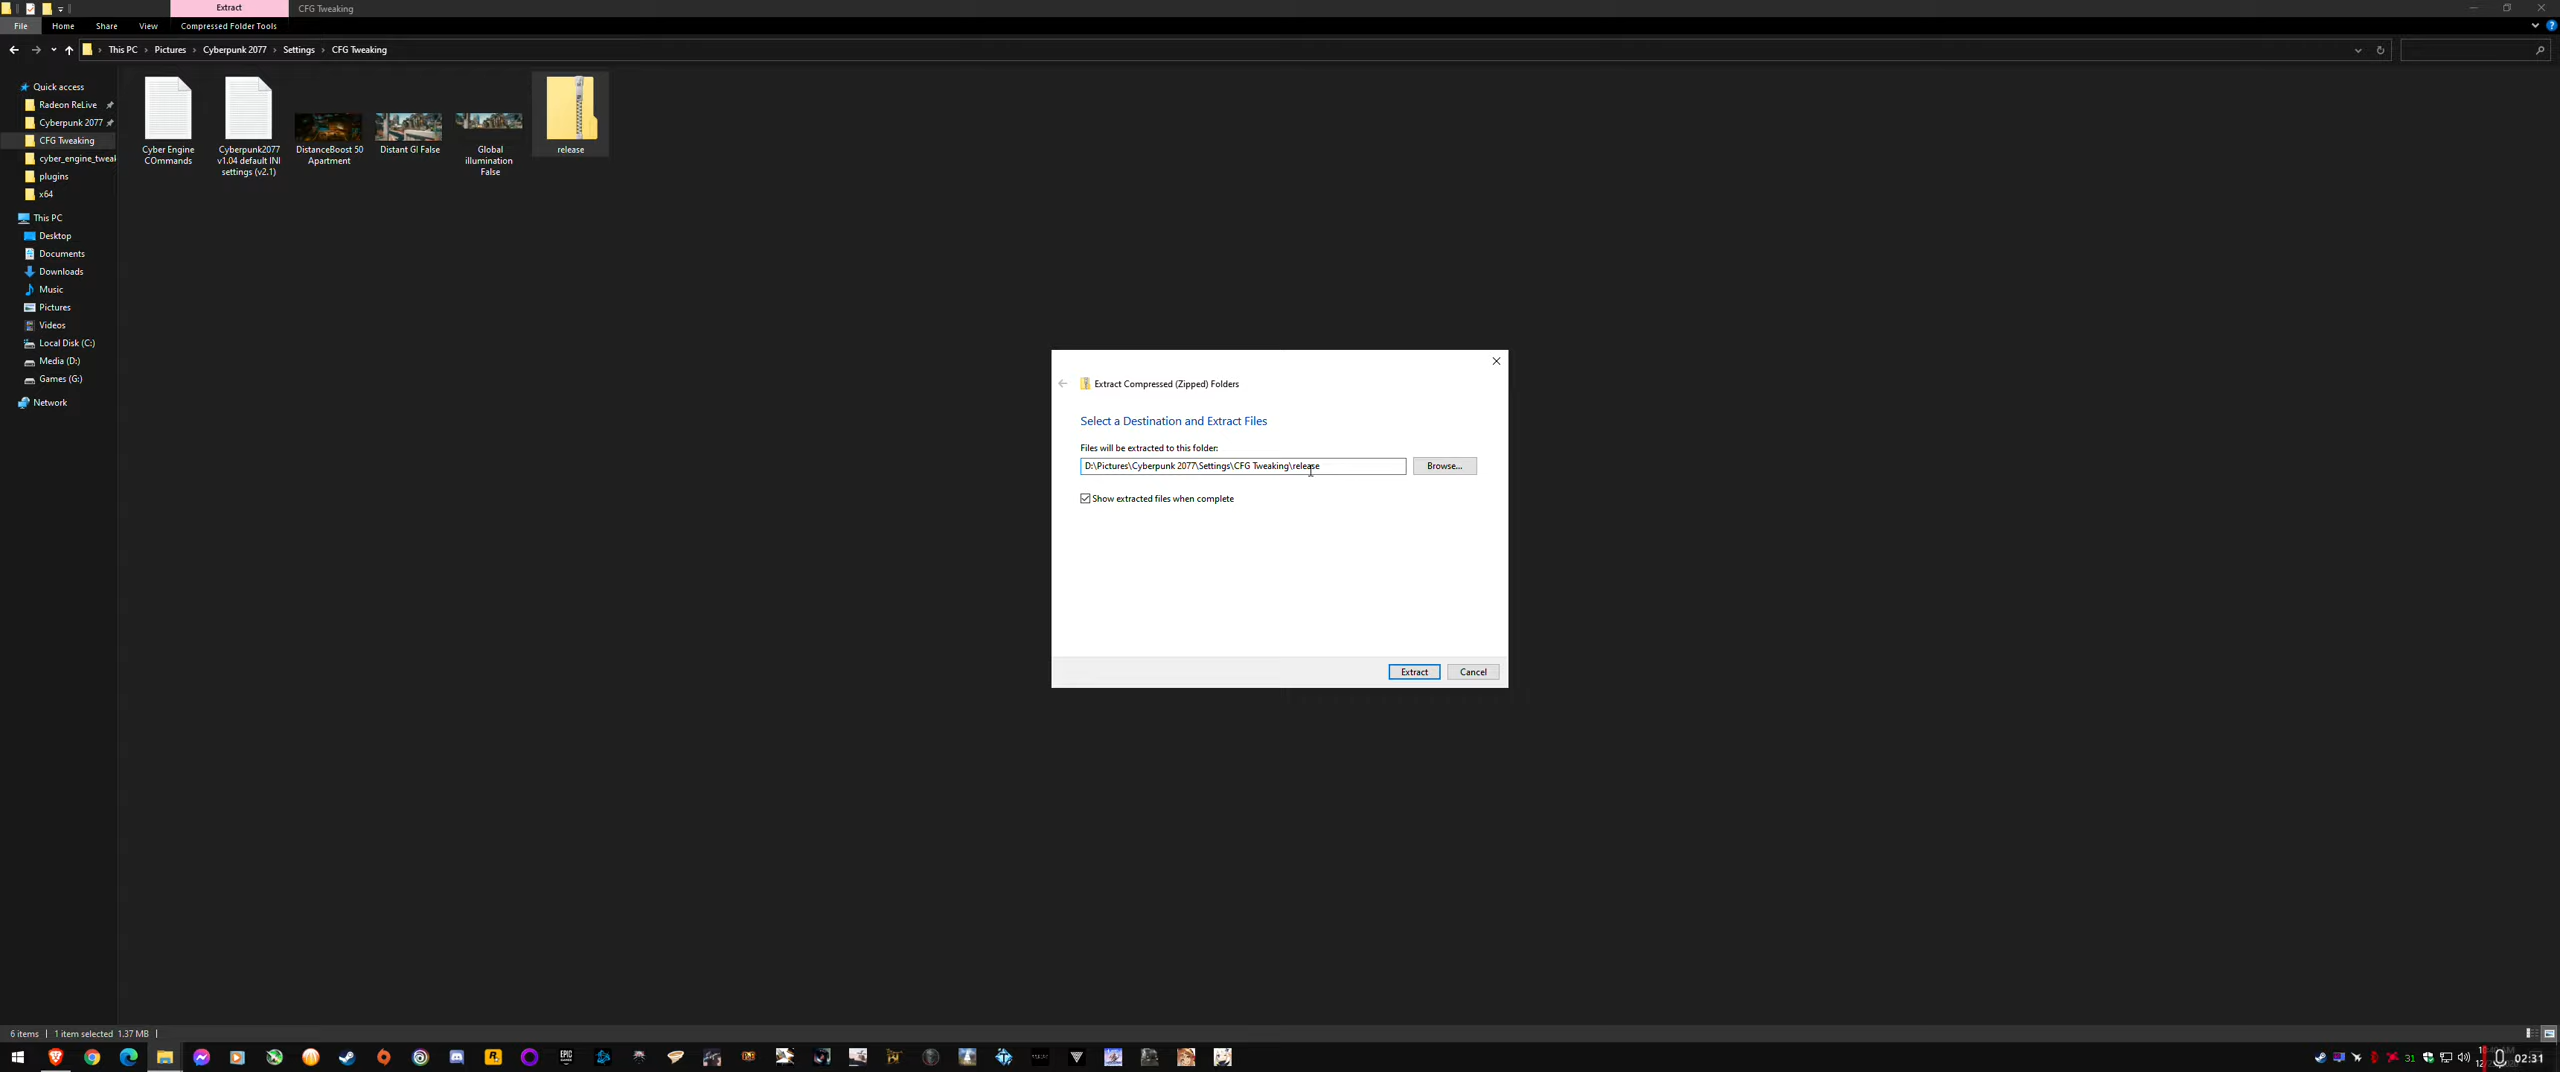 Extract
CFG Tweaking
File
Home
Share
View
Compressed Folder Tools
This PC
Pictures
Cyberpunk 2077
Settings
CFG Tweaking
Quick access
Radeon ReLive
Cyberpunk 2077
CFG Tweaking
cyber_engine_tweak
plugins
x64
This PC
Desktop
Documents
Downloads
Music
Pictures
Videos
Local Disk (C:)
Media (D:)
Games (G:)
Network
Cyber Engine
COmmands
Cyberpunk2077
v1.04 default INI
settings (v2.1)
DistanceBoost 50
Apartment
Distant GI False
Global
illumination
False
release
Extract Compressed (Zipped) Folders
Select a Destination and Extract Files
Files will be extracted to this folder:
D:\Pictures\Cyberpunk 2077\Settings\CFG Tweaking\release
Browse...
Show extracted files when complete
Extract
Cancel
6 items
1 item selected 1.37 MB
EPIC
31
02:31